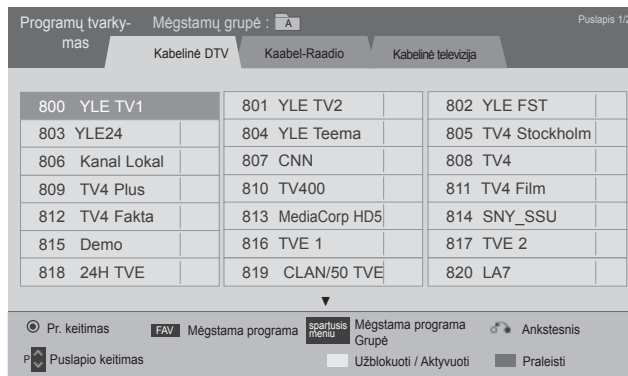 Programų tvarky-
mas
Mėgstamų grupė : A
Puslapis 1/2
Kabelinė DTV Kaabel-Raadio Kabelinė televizija
800 YLE TV1 801 YLE TV2 802 YLE FST
803 YLE24 804 YLE Teema 805 TV4 Stockholm
806 Kanal Lokal 807 CNN 808 TV4
809 TV4 Plus 810 TV400 811 TV4 Film
812 TV4 Fakta 813 MediaCorp HD5 814 SNY_SSU
815 Demo 816 TVE 1 817 TVE 2
818 24H TVE 819 CLAN/50 TVE 820 LA7
Pr. keitimas FAV Mėgstama programa spartusis
meniu Mėgstama programa
Grupė Ankstesnis
P Puslapio keitimas Užblokuoti / Aktyvuoti Praleisti